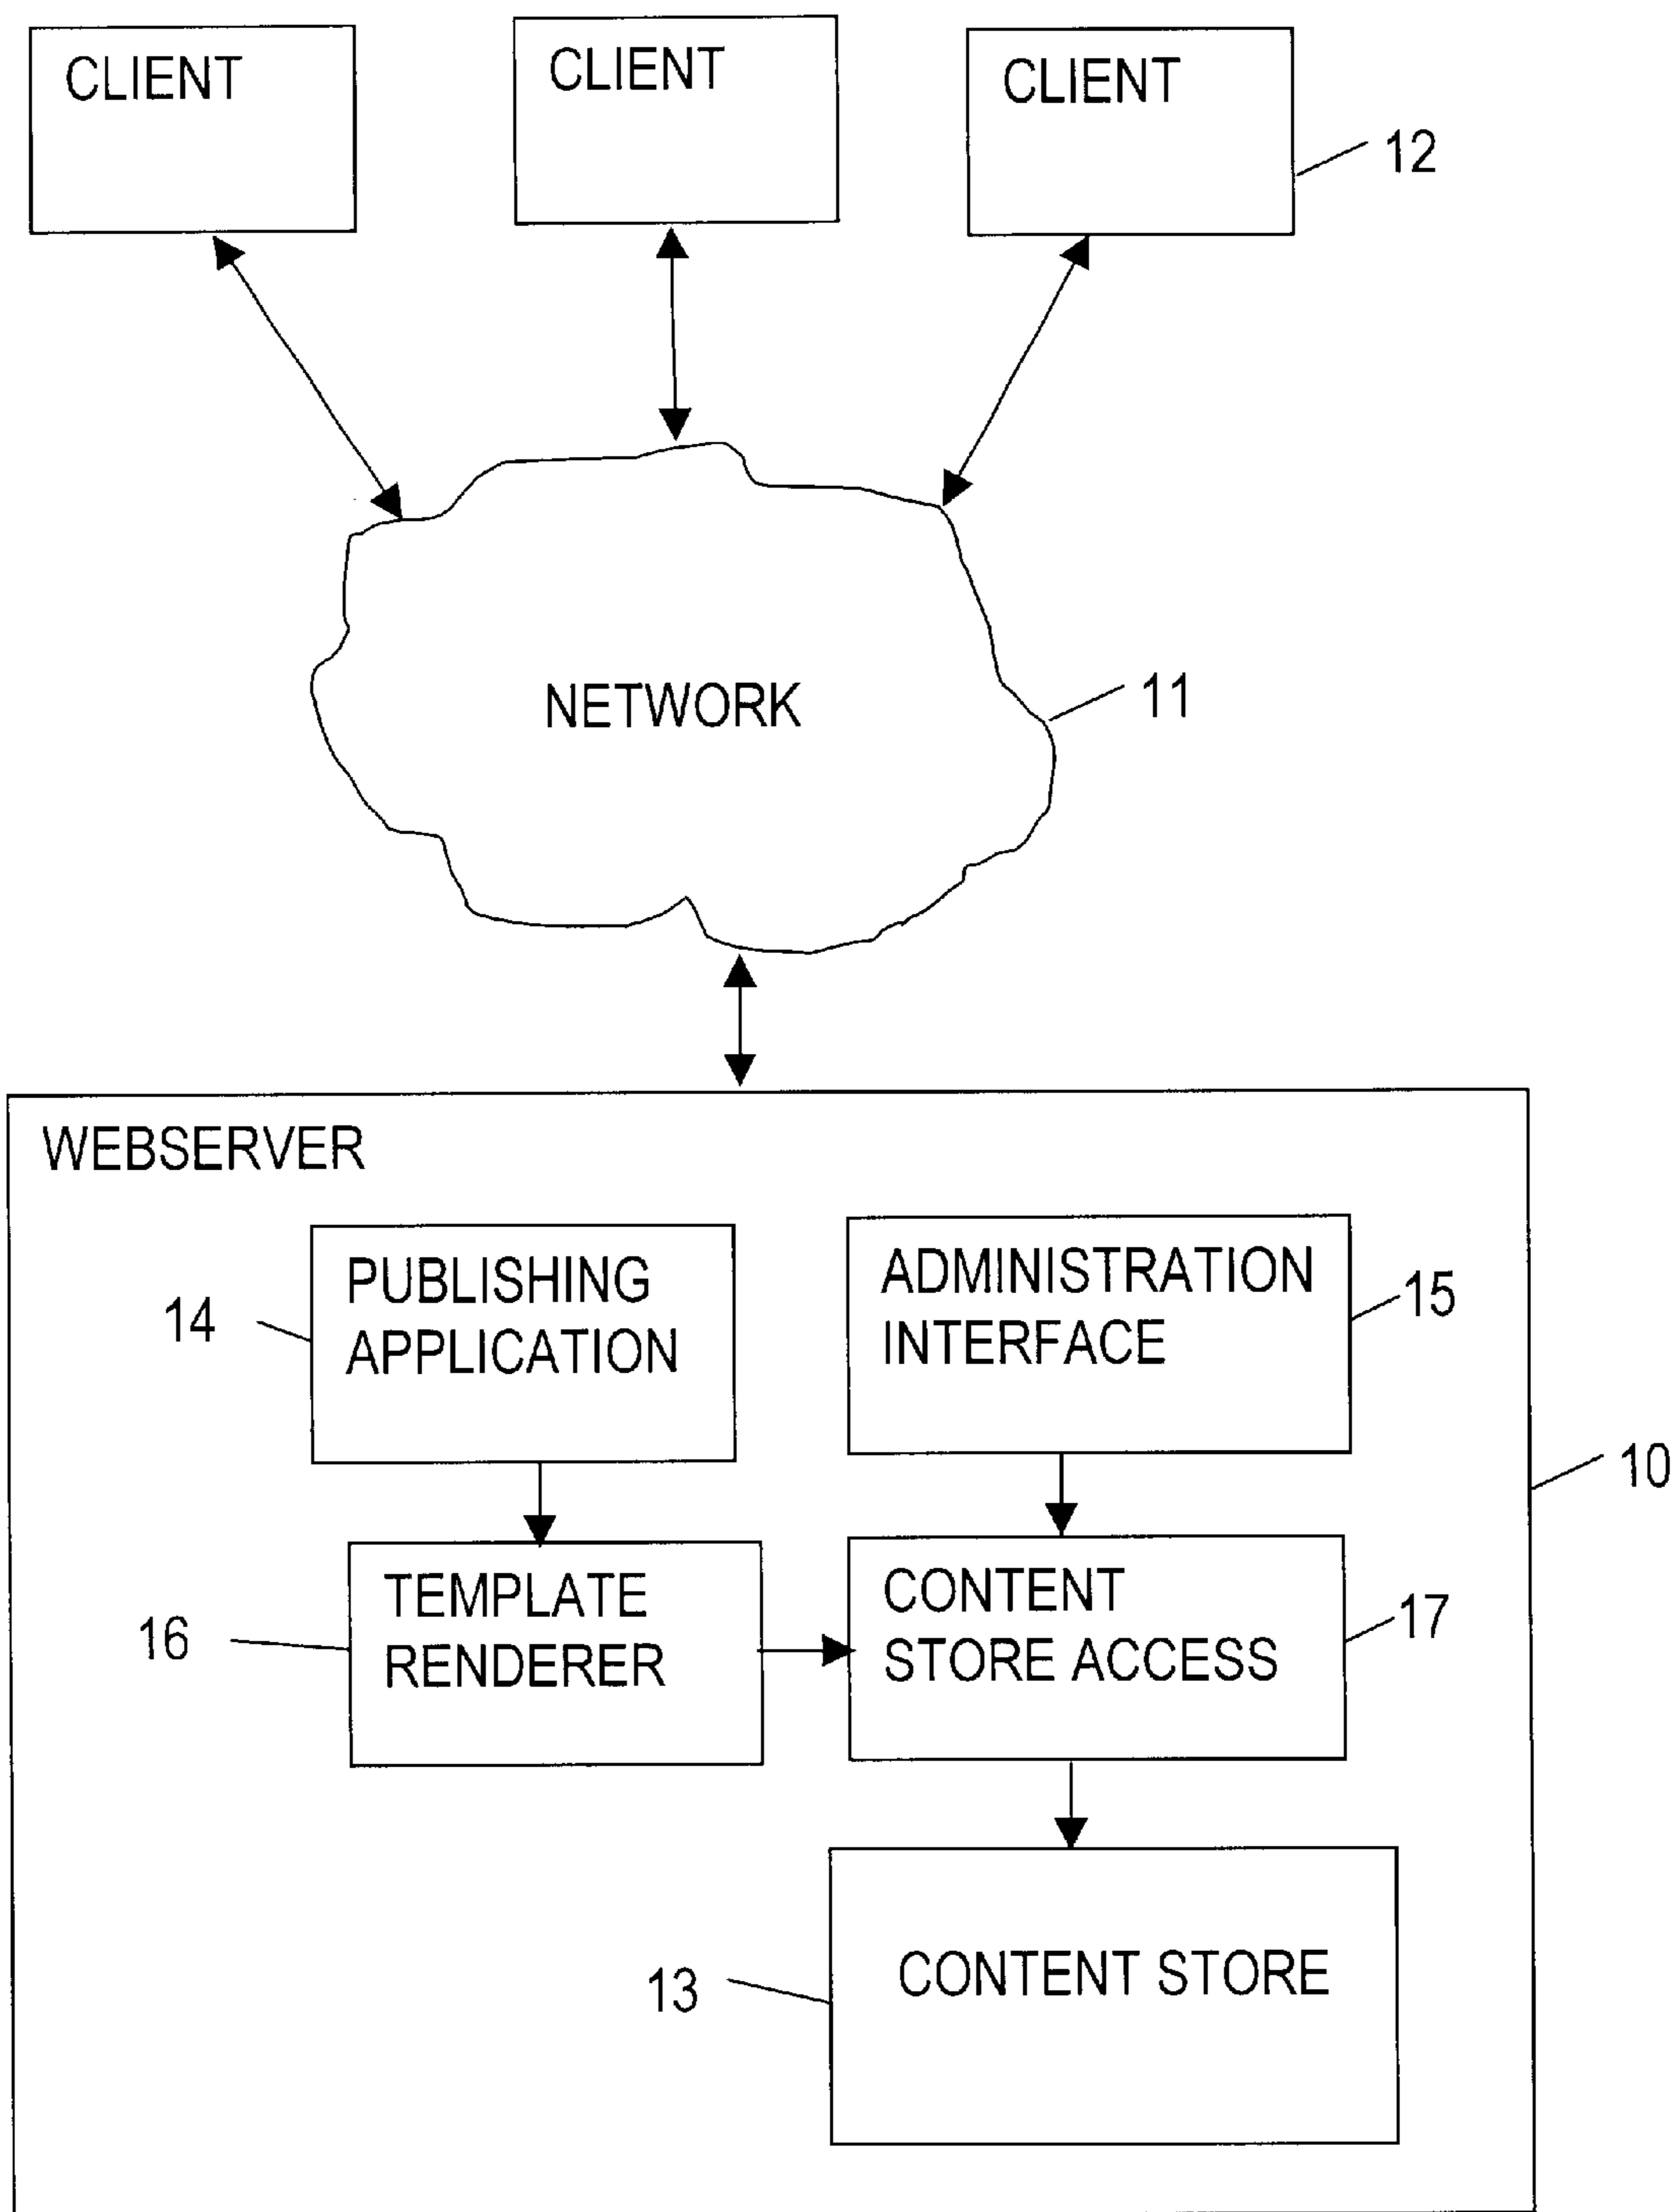 CLIENT
CLIENT
CLIENT
12
NETWORK
11
WEBSERVER
PUBLISHING
APPLICATION
14
ADMINISTRATION
INTERFACE
15
10
TEMPLATE
RENDERER
16
CONTENT
STORE ACCESS
17
CONTENT STORE
13